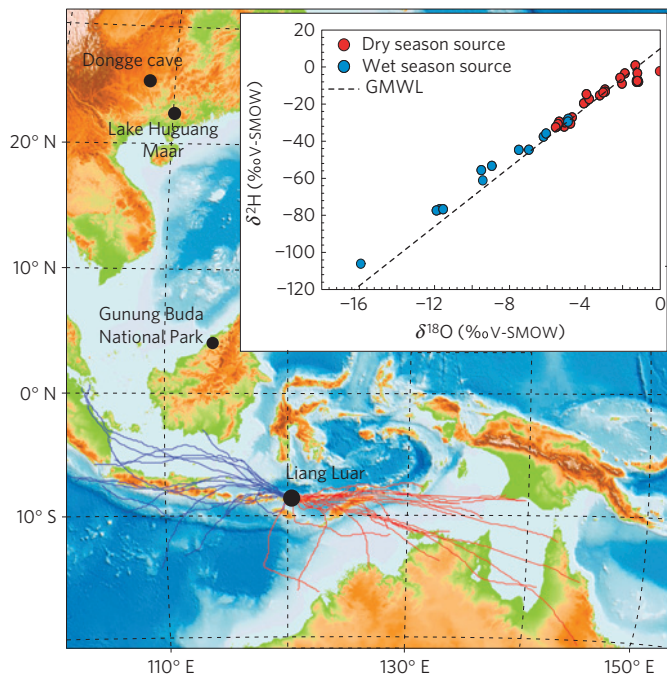 Dongge cave
Lake Huguang
Maar
Gunung Buda
National Park
Liang Luar
20° N
10° N
0° N
10° S
110° E
120° E
130° E
150° E
Dry season source
Wet season source
GMWL
δ²H (‰V-SMOW)
20
0
−20
−40
−60
−80
−100
−120
−16
−12
−8
−4
0
δ¹⁸O (‰V-SMOW)